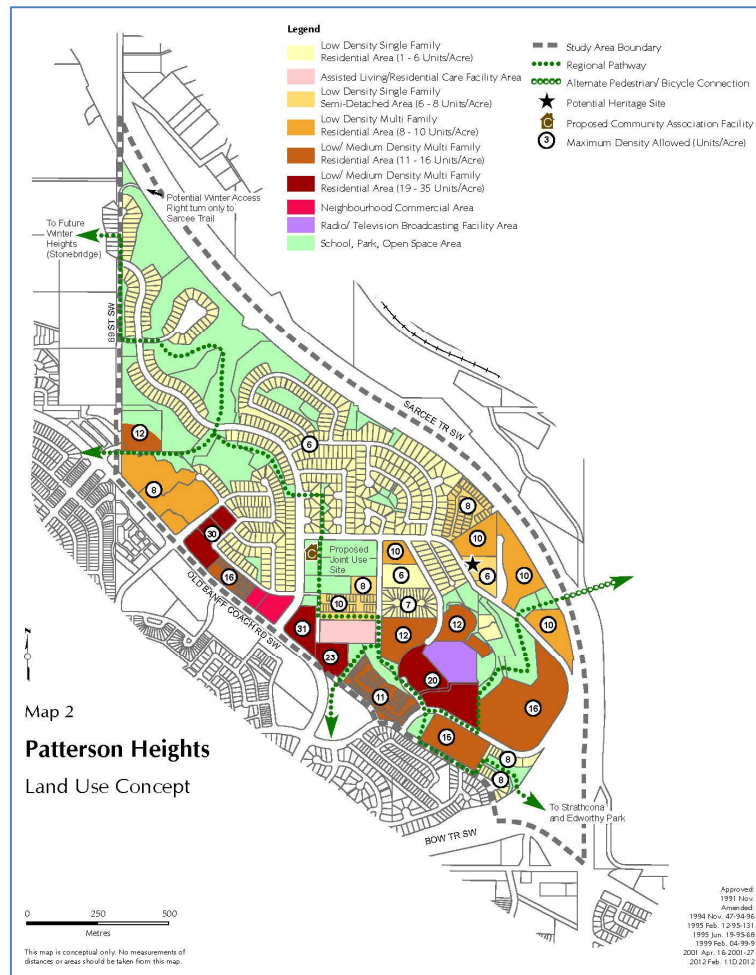 Legend
Low Density Single Family
Residential Area (1 - 6 Units/Acre)
Assisted Living/Residential Care Facility Area
Low Density Single Family
Semi-Detached Area (6 - 8 Units/Acre)
Low Density Multi Family
Residential Area (8 - 10 Units/Acre)
Low/ Medium Density Multi Family
Residential Area (11 - 16 Units/Acre)
Low/ Medium Density Multi Family
Residential Area (19 - 35 Units/Acre)
Neighbourhood Commercial Area
Radio/ Television Broadcasting Facility Area
School, Park, Open Space Area
Study Area Boundary
Regional Pathway
Alternate Pedestrian/ Bicycle Connection
Potential Heritage Site
C
Proposed Community Association Facility
3
Maximum Density Allowed (Units/Acre)
Potential Winter Access
Right turn only to
Sarcee Trail
To Future
Winter
Heights
(Stonebridge)
69 ST SW
SARCEE TR SW
12
6
8
8
10
30
C
Proposed
Joint Use
Site
10
6
6
10
8
16
10
7
OLD BANFF COACH RD SW
31
12
12
10
23
20
11
16
15
8
8
To Strathcona
and Edworthy Park
BOW TR SW
N
Map 2
Patterson Heights
Land Use Concept
0 250 500
Metres
This map is conceptual only. No measurements of
distances or areas should be taken from this map.
Approved:
1991 Nov.
Amended:
1994 Nov. 47-94-96
1995 Feb. 12-95-131
1995 Jun. 19-95-68
1999 Feb. 04-99-9
2001 Apr. 16-2001-27
2012 Feb. 11D2012